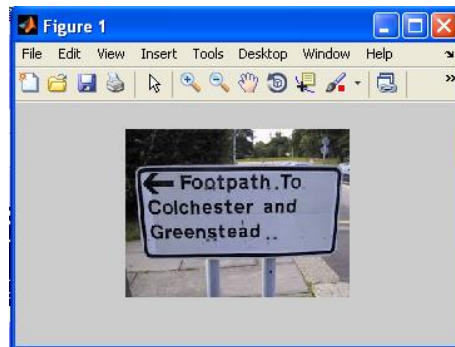 Figure 1
File Edit View Insert Tools Desktop Window Help
Footpath To
Colchester and
Greenstead